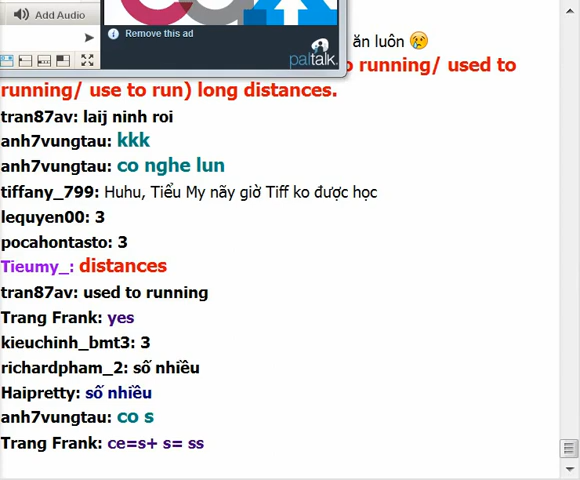 Add Audio
Remove this ad
paltalk.
ăn luôn
running/ used to
running/ use to run) long distances.
tran87av: laij ninh roi
anh7vungtau: kkk
anh7vungtau: co nghe lun
tiffany_799: Huhu, Tiểu My nãy giờ Tiff ko được học
lequyen00: 3
pocahontasto: 3
Tieumy_: distances
tran87av: used to running
Trang Frank: yes
kieuchinh_bmt3: 3
richardpham_2: số nhiều
Haipretty: số nhiều
anh7vungtau: co s
Trang Frank: ce=s+ s= ss